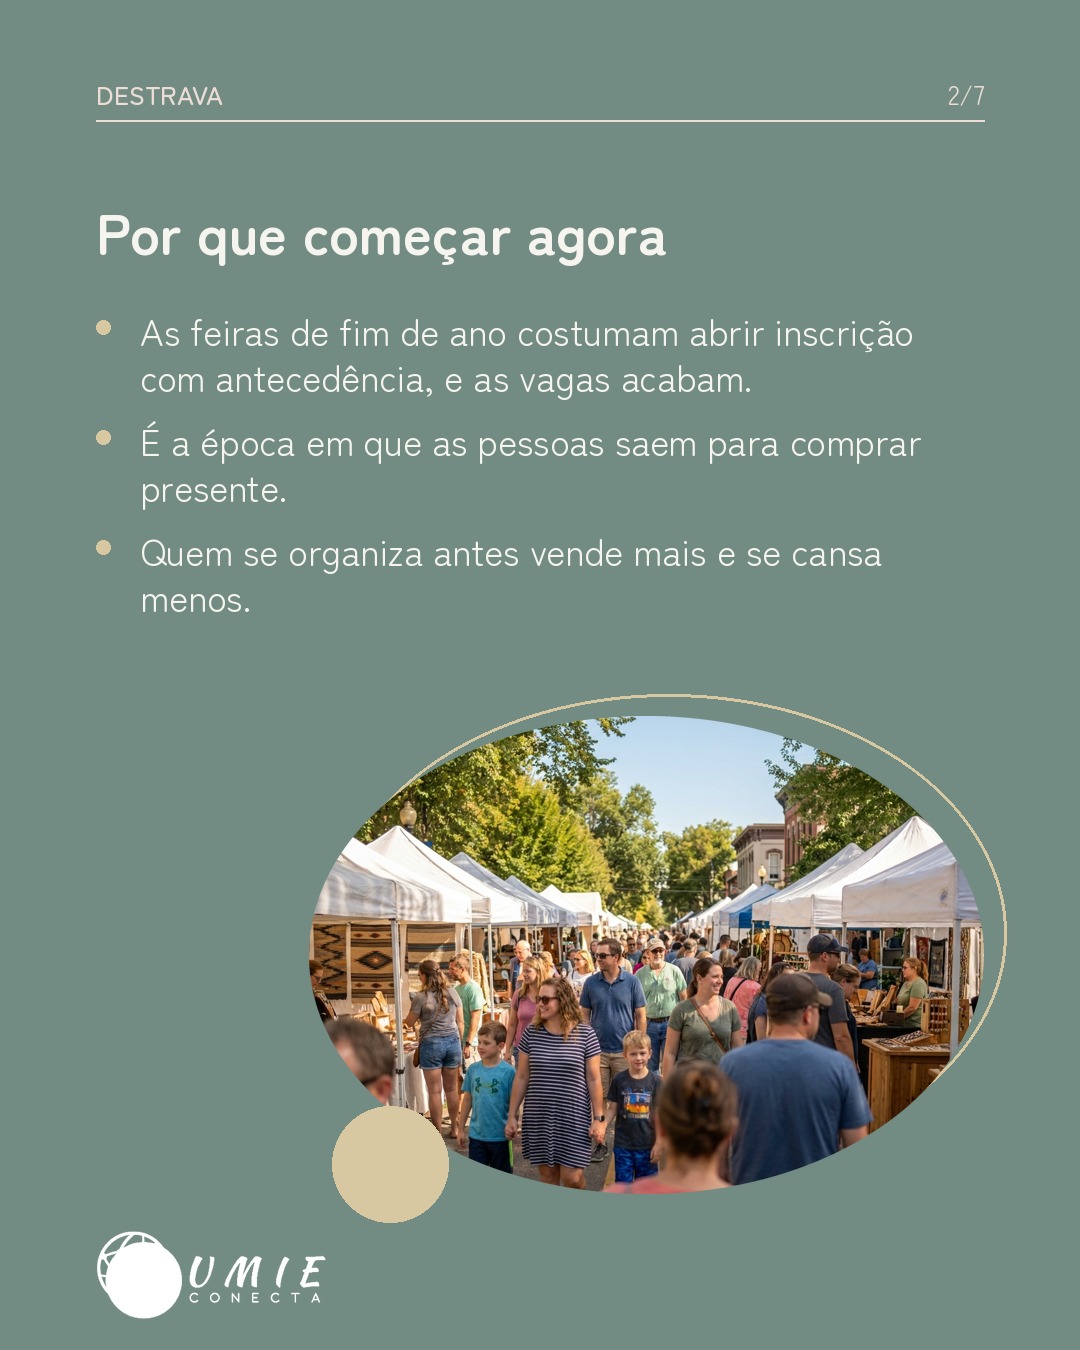 DESTRAVA
2/7
Por que começar agora
As feiras de fim de ano costumam abrir inscrição
com antecedência, e as vagas acabam.
É a época em que as pessoas saem para comprar
presente.
Quem se organiza antes vende mais e se cansa
menos.
UMIE
CONECTA